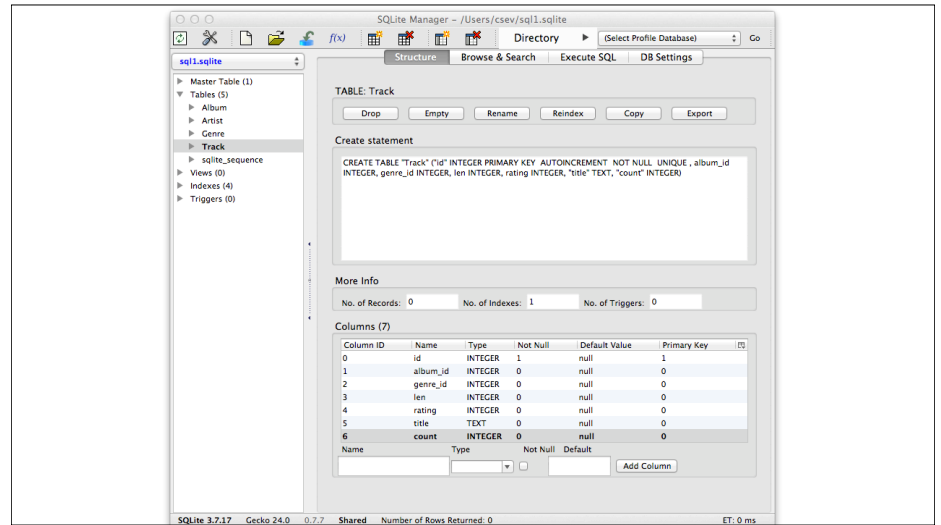 SQLite Manager – /Users/csev/sql1.sqlite
f(x) Directory (Select Profile Database) Go
sql1.sqlite
Structure Browse & Search Execute SQL DB Settings
Master Table (1)
Tables (5)
Album
Artist
Genre
Track
sqlite_sequence
Views (0)
Indexes (4)
Triggers (0)
TABLE: Track
Drop Empty Rename Reindex Copy Export
Create statement
CREATE TABLE "Track" ("id" INTEGER PRIMARY KEY AUTOINCREMENT NOT NULL UNIQUE , album_id
INTEGER, genre_id INTEGER, len INTEGER, rating INTEGER, "title" TEXT, "count" INTEGER)
More Info
No. of Records: 0 No. of Indexes: 1 No. of Triggers: 0
Columns (7)
Column ID Name Type Not Null Default Value Primary Key
0 id INTEGER 1 null 1
1 album_id INTEGER 0 null 0
2 genre_id INTEGER 0 null 0
3 len INTEGER 0 null 0
4 rating INTEGER 0 null 0
5 title TEXT 0 null 0
6 count INTEGER 0 null 0
Name Type Not Null Default
Add Column
SQLite 3.7.17 Gecko 24.0 0.7.7 Shared Number of Rows Returned: 0 ET: 0 ms